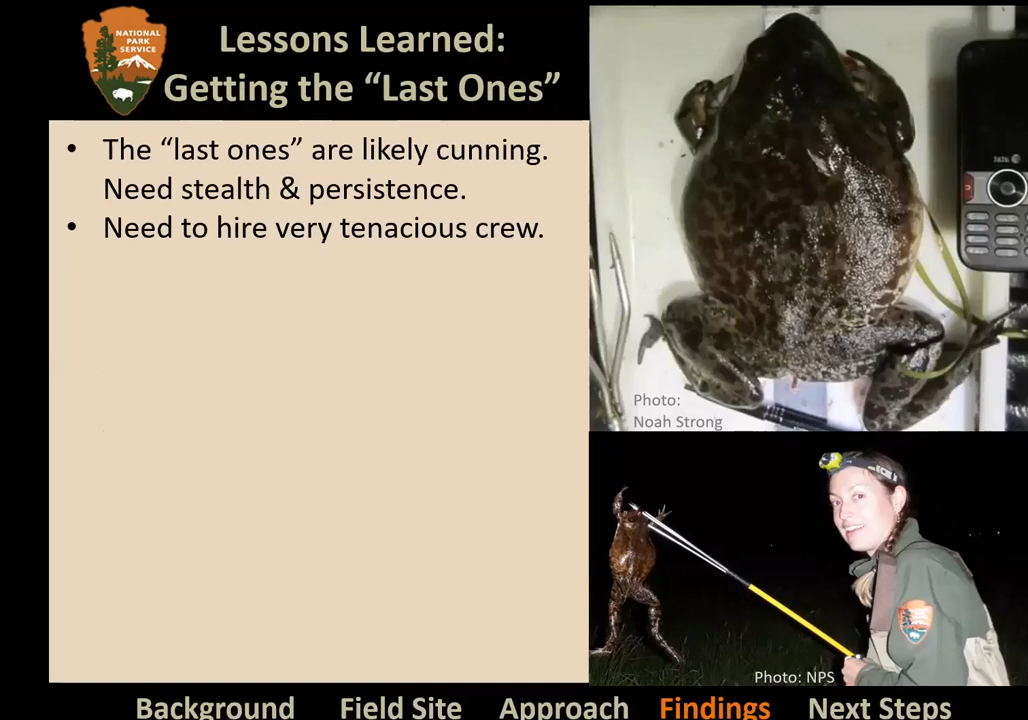 NATIONAL
PARK
SERVICE
Lessons Learned:
Getting the “Last Ones”
• The “last ones” are likely cunning.
Need stealth & persistence.
• Need to hire very tenacious crew.
Photo:
Noah Strong
Photo: NPS
Background Field Site Approach Findings Next Steps